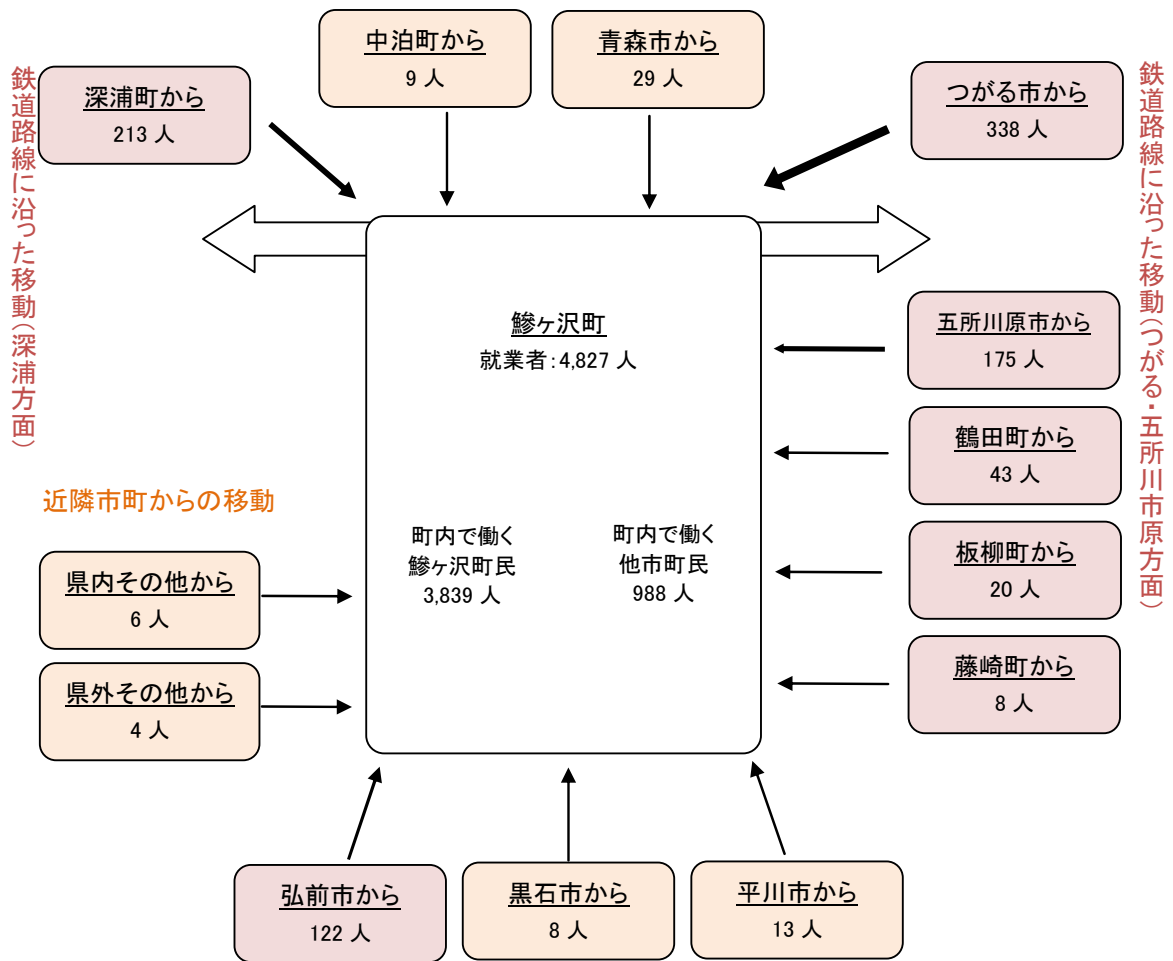 中泊町から
9 人
青森市から
29 人
鉄道路線に沿った移動(深浦方面)
深浦町から
213 人
つがる市から
338 人
鉄道路線に沿った移動(つがる・五所川市原方面)
鰺ヶ沢町
就業者:4,827 人
五所川原市から
175 人
鶴田町から
43 人
近隣市町からの移動
町内で働く
鰺ヶ沢町民
3,839 人
町内で働く
他市町民
988 人
板柳町から
20 人
県内その他から
6 人
藤崎町から
8 人
県外その他から
4 人
弘前市から
122 人
黒石市から
8 人
平川市から
13 人